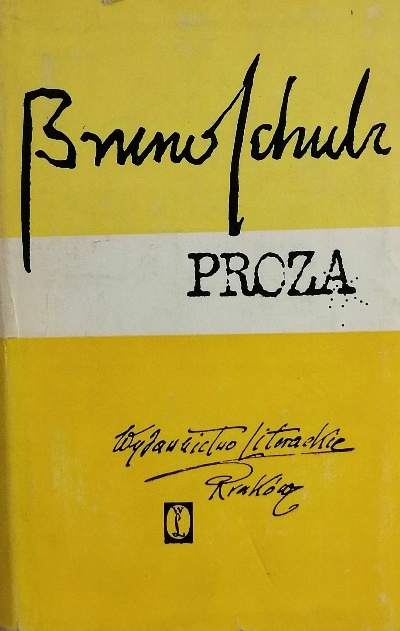 Bruno Schulz
PROZA
Wydawnictwo Literackie
Kraków